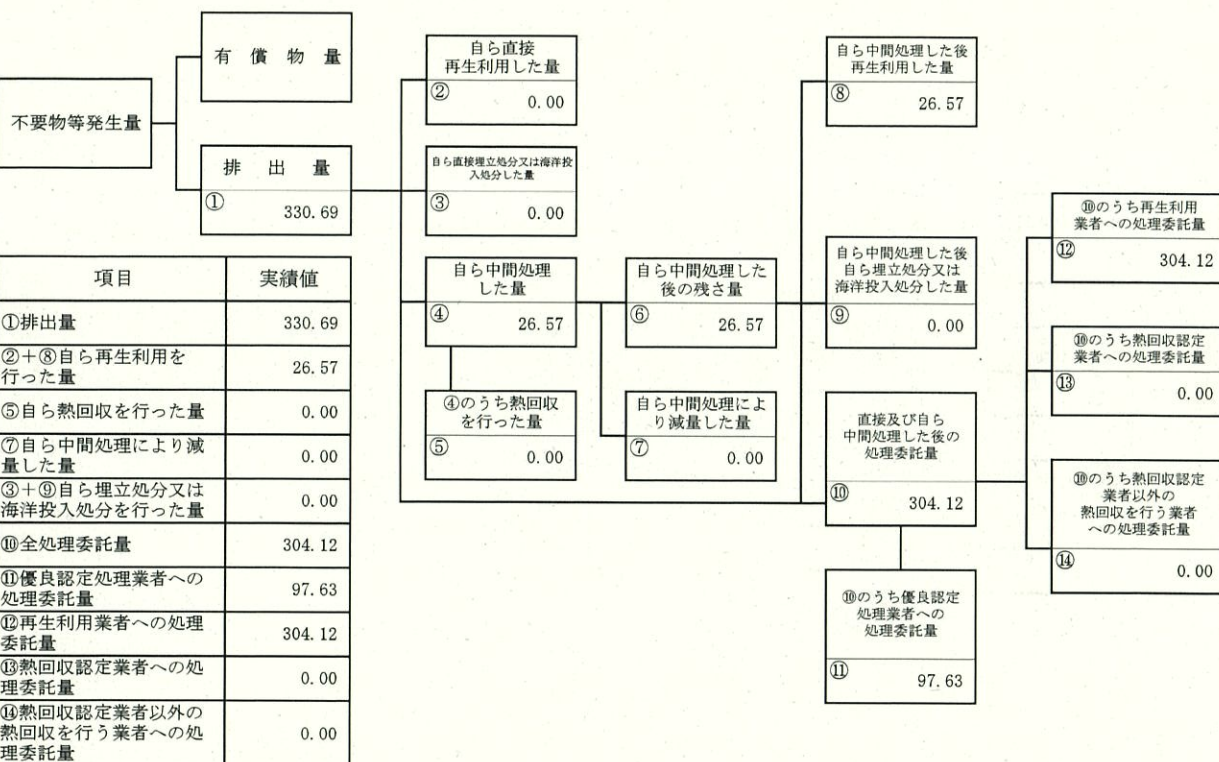 不要物等発生量
有 償 物 量
排 出 量
①
330.69
自ら直接
再生利用した量
②
0.00
自ら直接埋立処分又は海洋投
入処分した量
③
0.00
自ら中間処理
した量
④
26.57
④のうち熱回収
を行った量
⑤
0.00
自ら中間処理した
後の残さ量
⑥
26.57
自ら中間処理によ
り減量した量
⑦
0.00
自ら中間処理した後
再生利用した量
⑧
26.57
自ら中間処理した後
自ら埋立処分又は
海洋投入処分した量
⑨
0.00
直接及び自ら
中間処理した後の
処理委託量
⑩
304.12
⑩のうち優良認定
処理業者への
処理委託量
⑪
97.63
⑩のうち再生利用
業者への処理委託量
⑫
304.12
⑩のうち熱回収認定
業者への処理委託量
⑬
0.00
⑩のうち熱回収認定
業者以外の
熱回収を行う業者
への処理委託量
⑭
0.00
項目 実績値
①排出量 330.69
②+⑧自ら再生利用を
行った量 26.57
⑤自ら熱回収を行った量 0.00
⑦自ら中間処理により減
量した量 0.00
③+⑨自ら埋立処分又は
海洋投入処分を行った量 0.00
⑩全処理委託量 304.12
⑪優良認定処理業者への
処理委託量 97.63
⑫再生利用業者への処理
委託量 304.12
⑬熱回収認定業者への処
理委託量 0.00
⑭熱回収認定業者以外の
熱回収を行う業者への処
理委託量 0.00